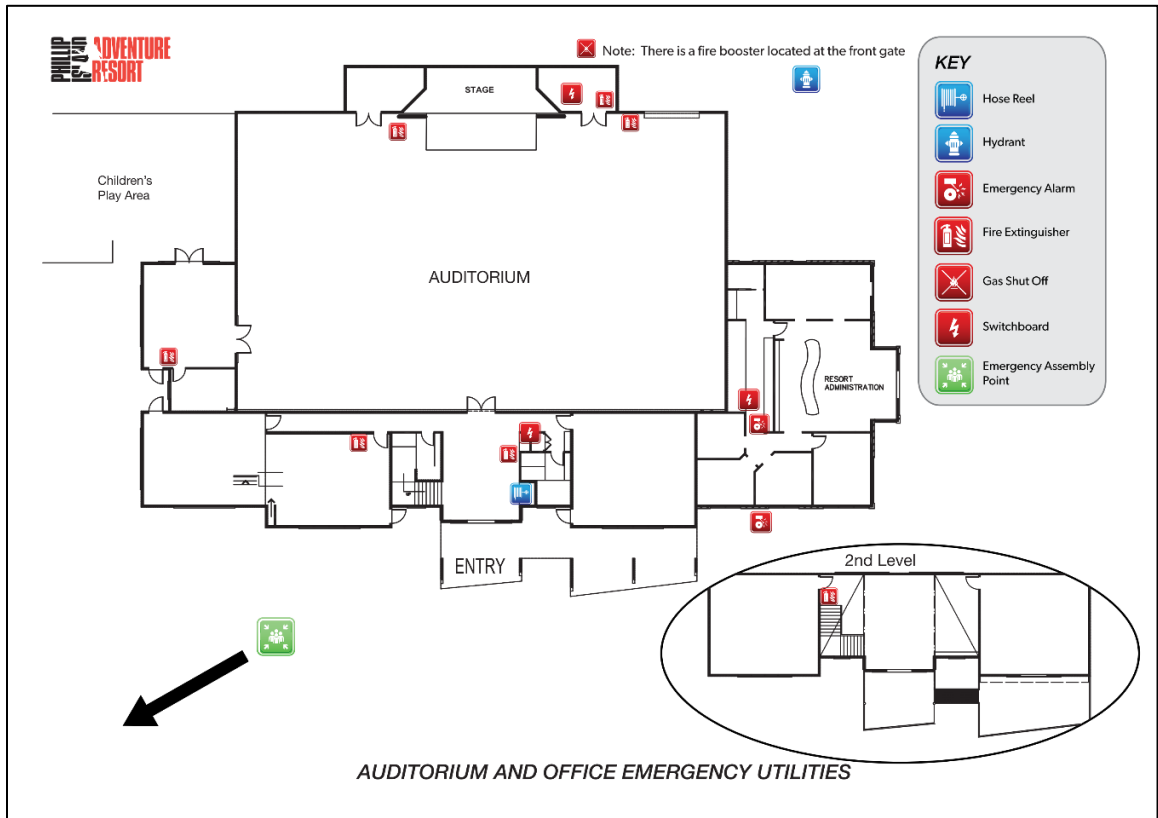 PHILLIP
ISLAND
ADVENTURE
RESORT
Note: There is a fire booster located at the front gate
KEY
Hose Reel
Hydrant
Emergency Alarm
Fire Extinguisher
Gas Shut Off
Switchboard
Emergency Assembly
Point
STAGE
Children's
Play Area
AUDITORIUM
RESORT
ADMINISTRATION
ENTRY
2nd Level
AUDITORIUM AND OFFICE EMERGENCY UTILITIES